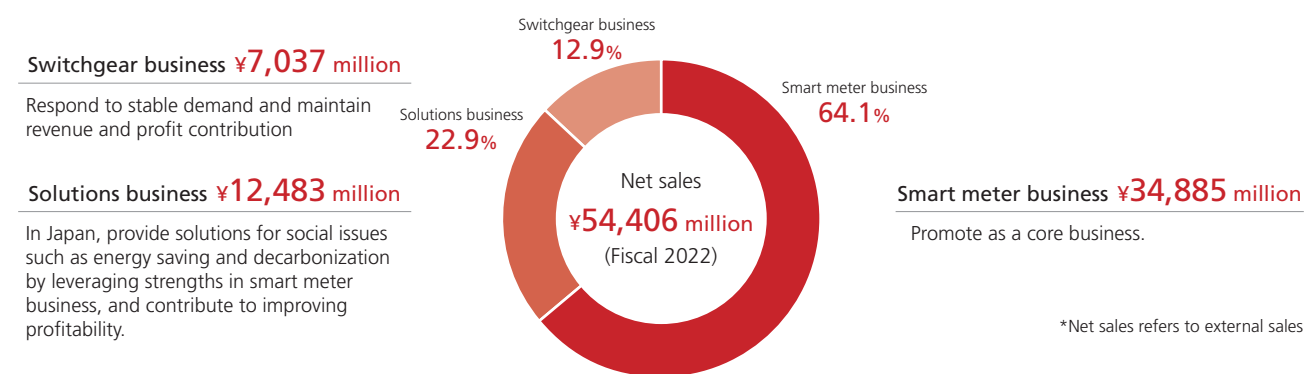 Switchgear business ¥7,037 million
Respond to stable demand and maintain
revenue and profit contribution
Solutions business ¥12,483 million
In Japan, provide solutions for social issues
such as energy saving and decarbonization
by leveraging strengths in smart meter
business, and contribute to improving
profitability.
Switchgear business
12.9%
Solutions business
22.9%
Smart meter business
64.1%
Net sales
¥54,406 million
(Fiscal 2022)
Smart meter business ¥34,885 million
Promote as a core business.
*Net sales refers to external sales